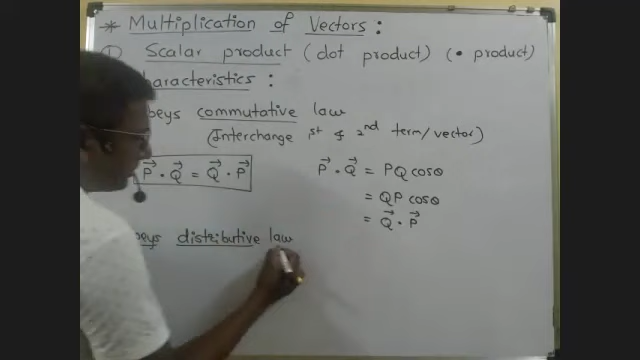 * Multiplication of Vectors :
Scalar product (dot product) (• product)
haracteristics :
beys commutative law
(Interchange 1st & 2nd term/vector)
P⃗ · Q⃗ = Q⃗ · P⃗
P⃗ · Q⃗ = PQ cosθ
= QP cosθ
= Q⃗ · P⃗
beys distributive law